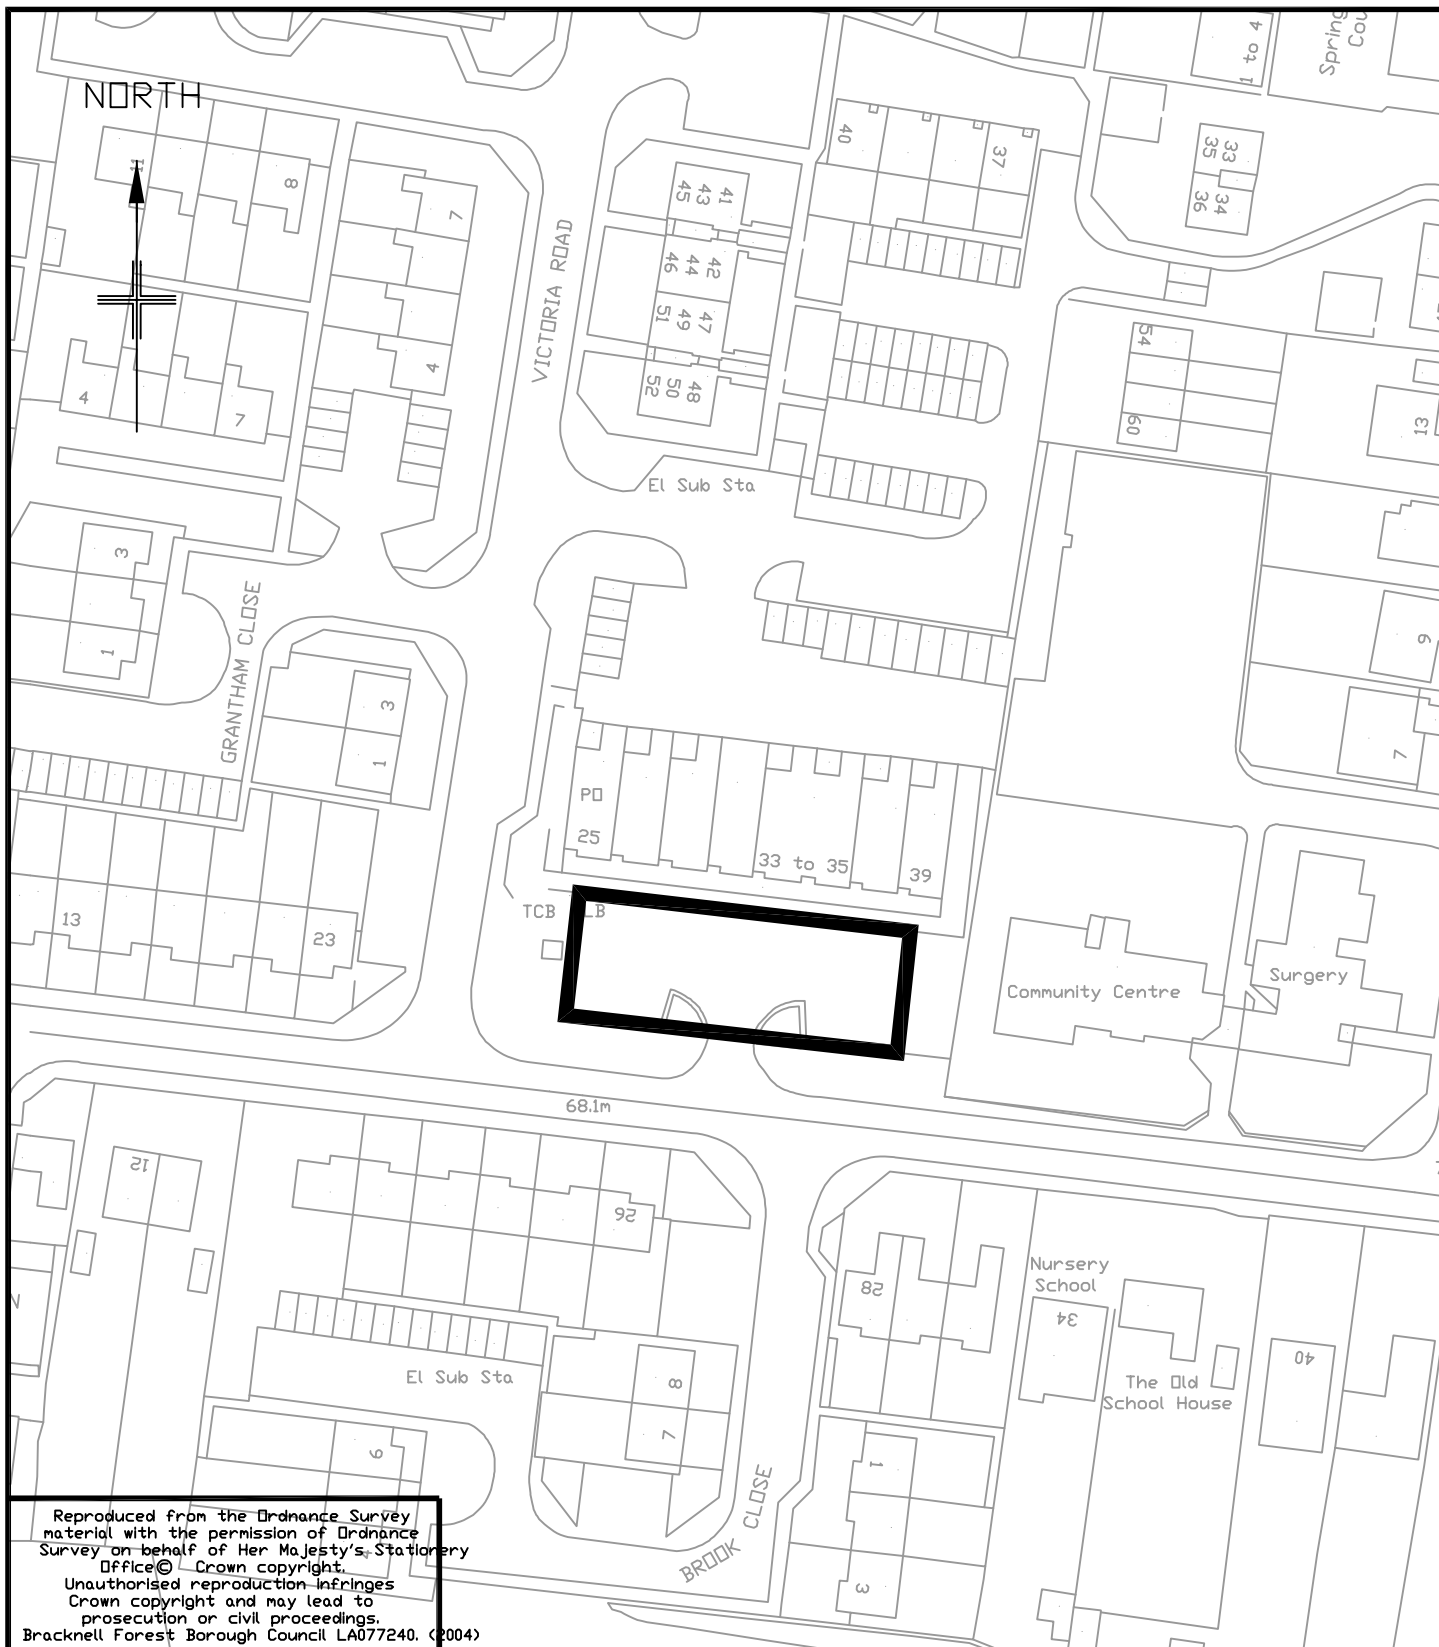 NORTH
Spring
Cou
1 to 4
11
8
7
40
37
33
35
34
36
41
43
45
42
44
46
47
49
51
48
50
52
VICTORIA ROAD
4
7
4
54
60
13
El Sub Sta
3
1
GRANTHAM CLOSE
3
1
9
7
PO
25
33 to 35
39
13
23
TCB
LB
Community Centre
Surgery
68.1m
12
26
28
Nursery
School
34
The Old
School House
40
El Sub Sta
8
7
6
1
3
4
BROOK CLOSE
Reproduced from the Ordnance Survey
material with the permission of Ordnance
Survey on behalf of Her Majesty's Stationery
Office© Crown copyright.
Unauthorised reproduction infringes
Crown copyright and may lead to
prosecution or civil proceedings.
Bracknell Forest Borough Council LA077240. (2004)